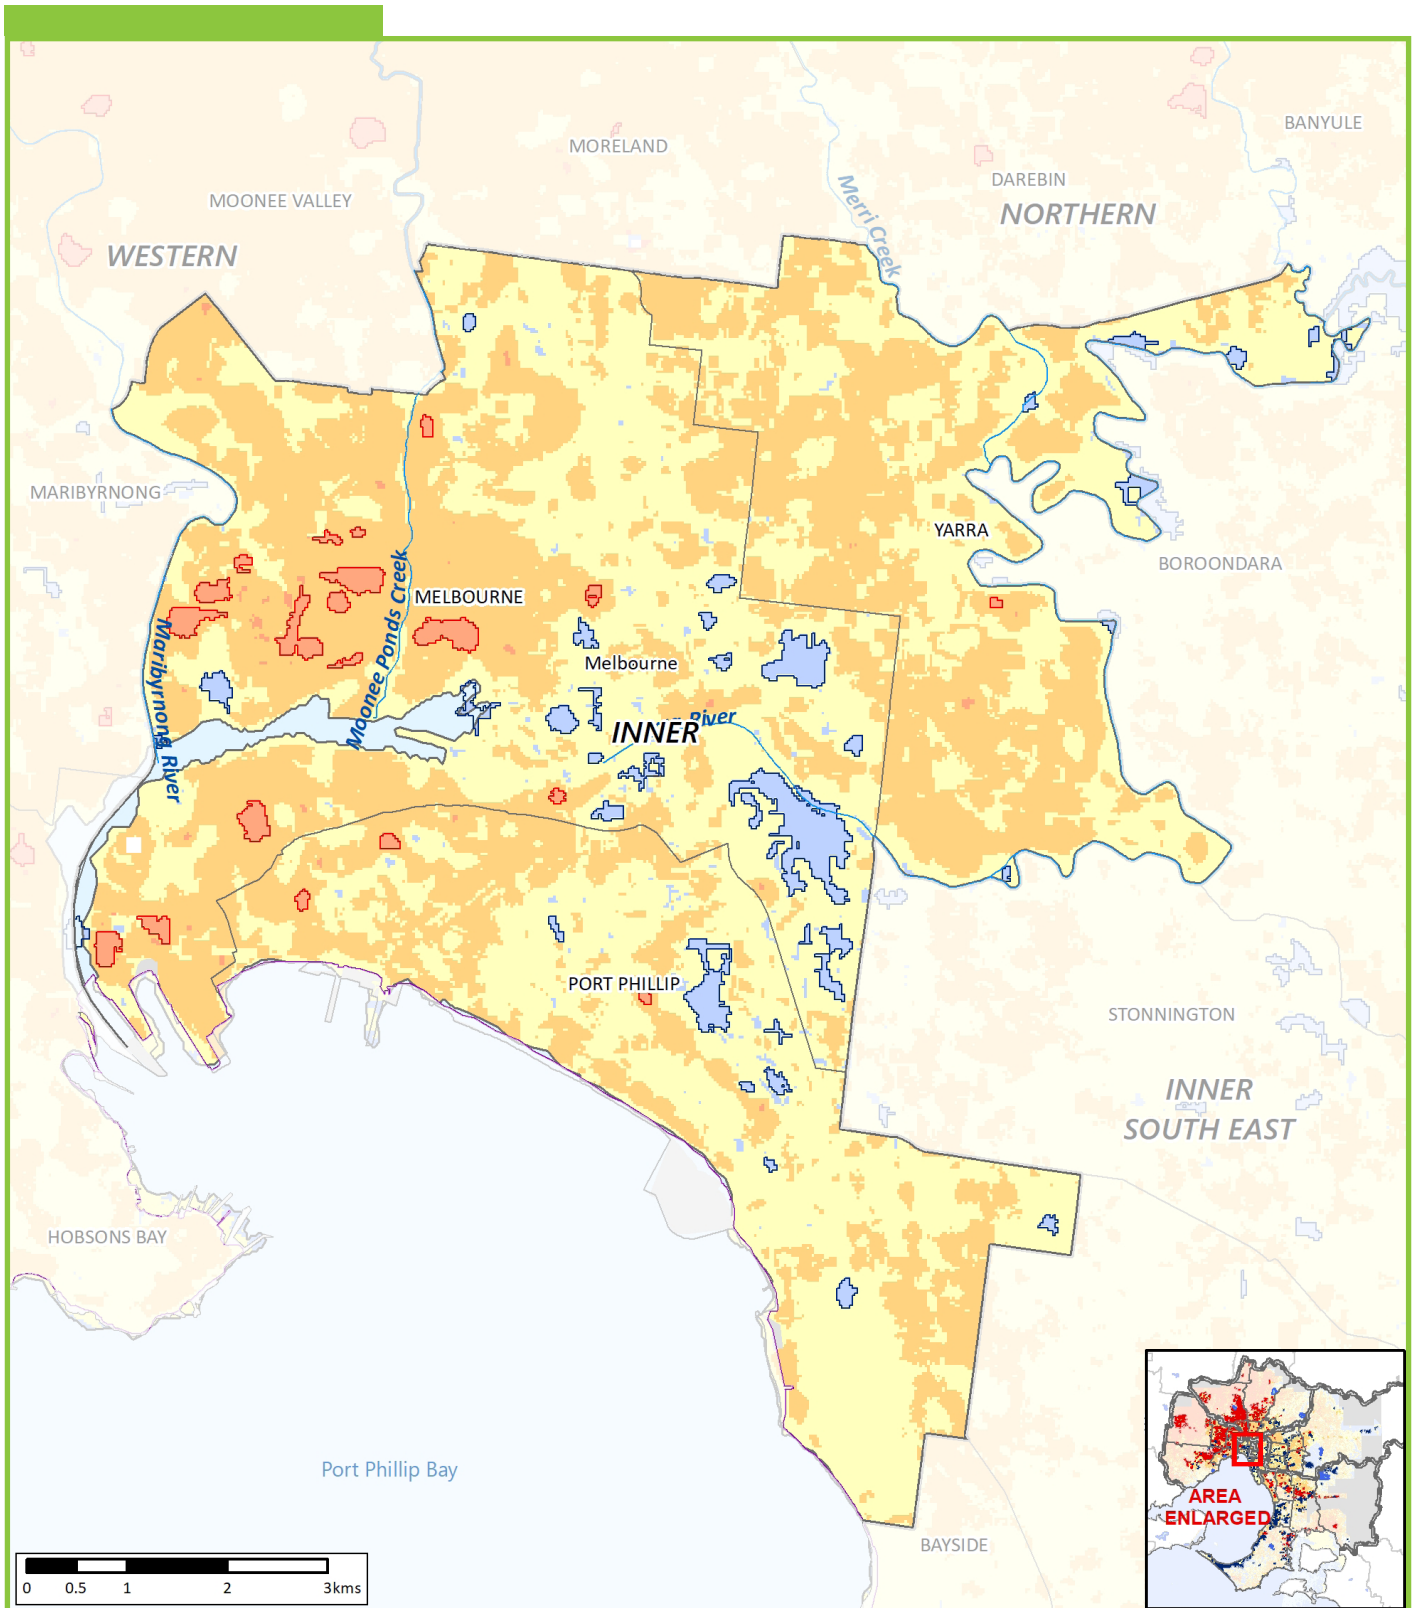 BANYULE
MORELAND
DAREBIN
MOONEE VALLEY
Merri Creek
NORTHERN
WESTERN
MARIBYRNONG
YARRA
BOROONDARA
Moonee Ponds Creek
MELBOURNE
Maribyrnong River
Melbourne
River
INNER
PORT PHILLIP
STONNINGTON
INNER
SOUTH EAST
HOBSONS BAY
Port Phillip Bay
AREA
ENLARGED
BAYSIDE
0 0.5 1 2 3kms